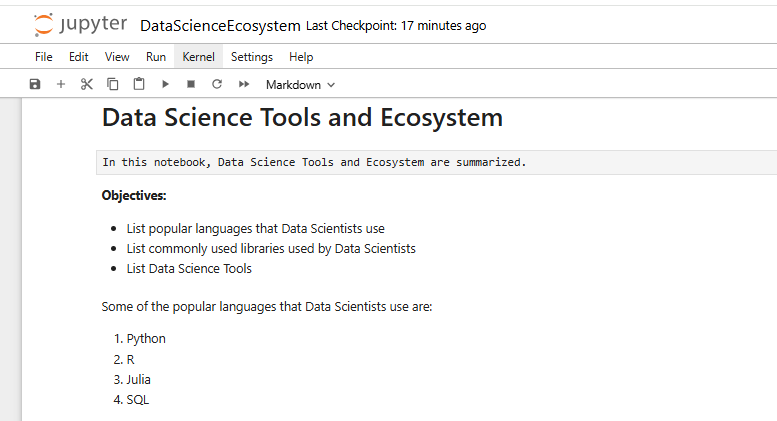 jupyter DataScienceEcosystem Last Checkpoint: 17 minutes ago
File Edit View Run Kernel Settings Help
Markdown
Data Science Tools and Ecosystem
In this notebook, Data Science Tools and Ecosystem are summarized.
Objectives:
• List popular languages that Data Scientists use
• List commonly used libraries used by Data Scientists
• List Data Science Tools
Some of the popular languages that Data Scientists use are:
1. Python
2. R
3. Julia
4. SQL